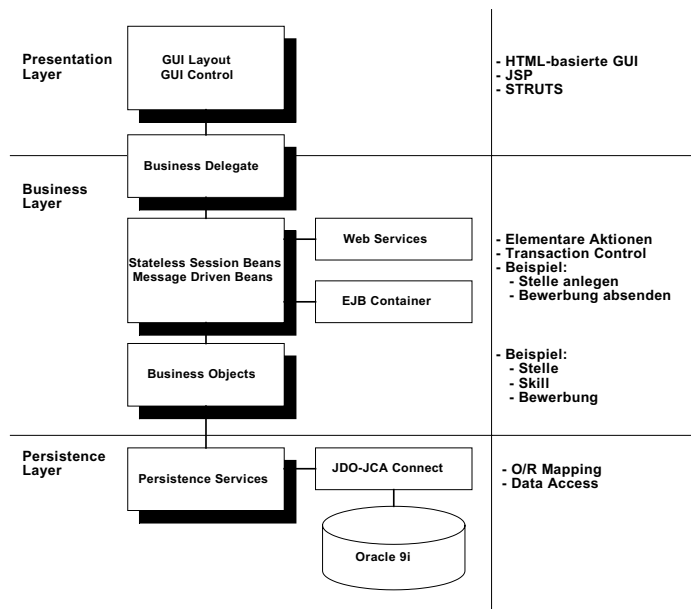 Presentation
Layer
GUI Layout
GUI Control
- HTML-basierte GUI
- JSP
- STRUTS
Business Delegate
Business
Layer
Stateless Session Beans
Message Driven Beans
Web Services
EJB Container
- Elementare Aktionen
- Transaction Control
- Beispiel:
- Stelle anlegen
- Bewerbung absenden
Business Objects
- Beispiel:
- Stelle
- Skill
- Bewerbung
Persistence
Layer
Persistence Services
JDO-JCA Connect
- O/R Mapping
- Data Access
Oracle 9i